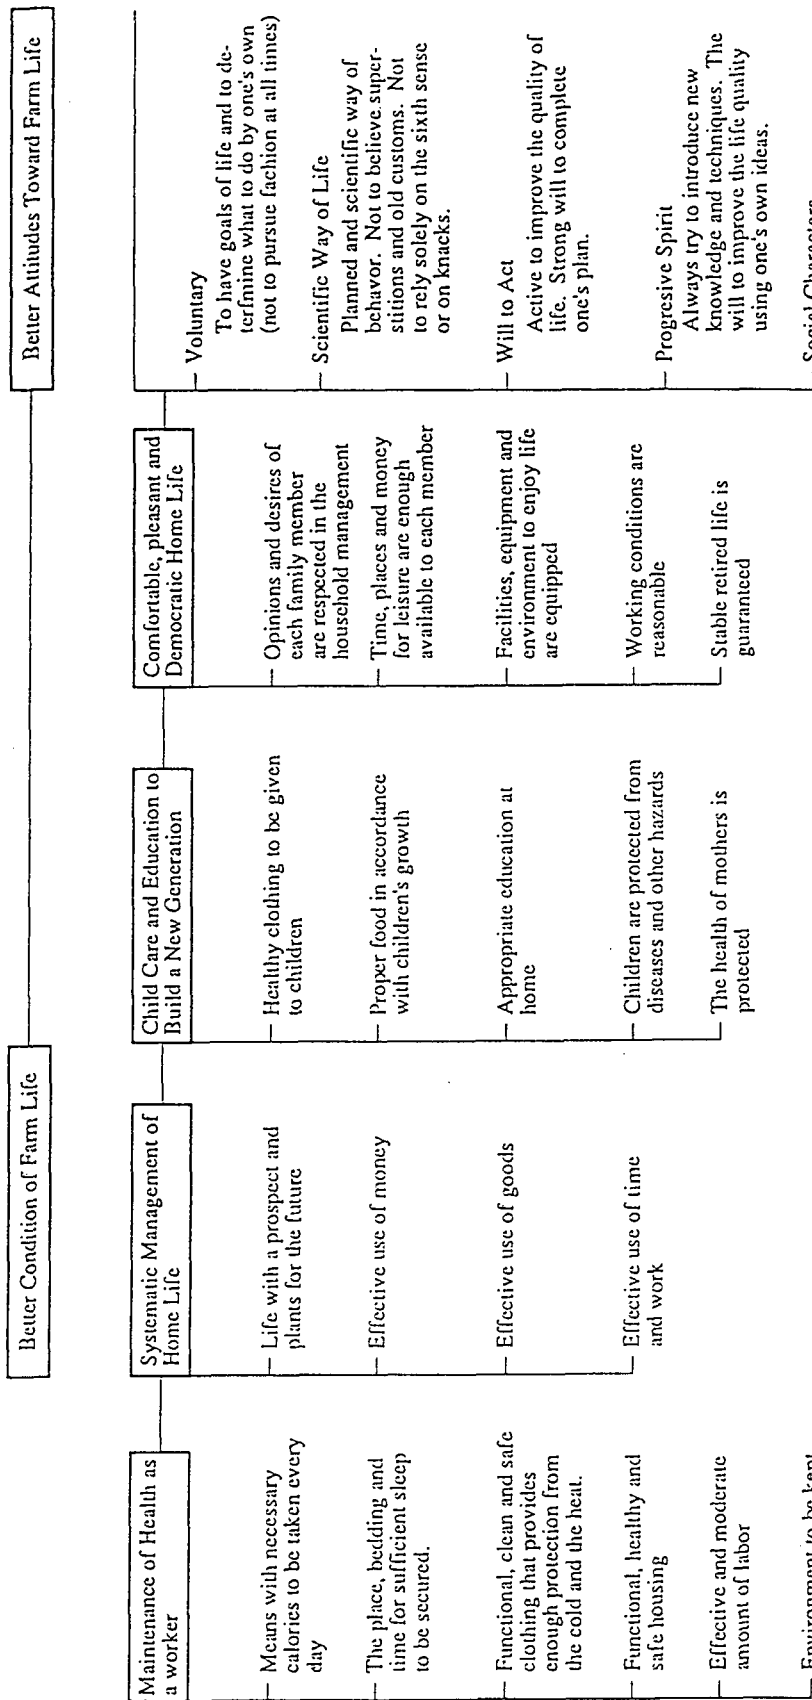 Better Condition of Farm Life
Better Attitudes Toward Farm Life
Maintenance of Health as
a worker
Means with necessary
calories to be taken every
day
The place, bedding and
time for sufficient sleep
to be secured.
Functional, clean and safe
clothing that provides
enough protection from
the cold and the heat.
Functional, healthy and
safe housing
Effective and moderate
amount of labor
Environment to be kept
Systematic Management of
Home Life
Life with a prospect and
plants for the future
Effective use of money
Effective use of goods
Effective use of time
and work
Child Care and Education to
Build a New Generation
Healthy clothing to be given
to children
Proper food in accordance
with children's growth
Appropriate education at
home
Children are protected from
diseases and other hazards
The health of mothers is
protected
Comfortable, pleasant and
Democratic Home Life
Opinions and desires of
each family member
are respected in the
household management
Time, places and money
for leisure are enough
available to each member
Facilities, equipment and
environment to enjoy life
are equipped
Working conditions are
reasonable
Stable retired life is
guaranteed
Voluntary
To have goals of life and to de-
terfmine what to do by one's own
(not to pursue fachion at all times)
Scientific Way of Life
Planned and scientific way of
behavor. Not to believe super-
stitions and old customs. Not
to rely solely on the sixth sense
or on knacks.
Will to Act
Active to improve the quality of
life. Strong will to complete
one's plan.
Progresive Spirit
Always try to introduce new
knowledge and techniques. The
will to improve the life quality
using one's own ideas.
Social Characters